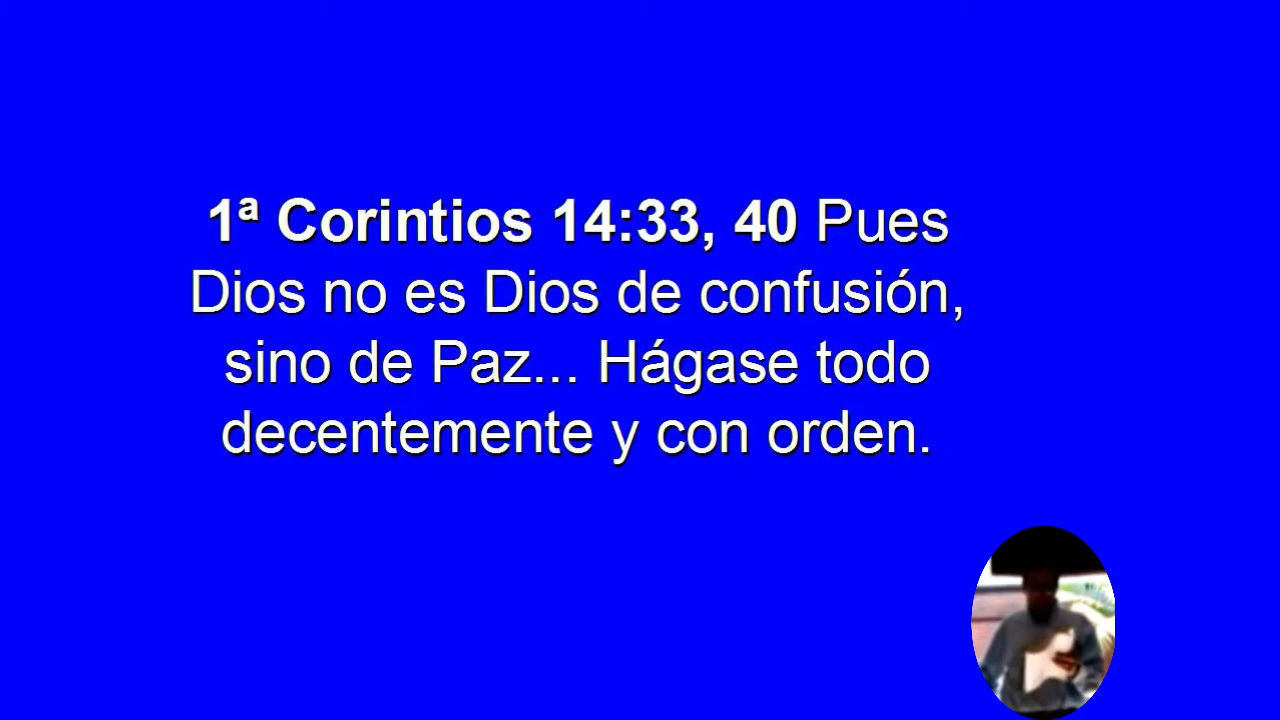 1ª Corintios 14:33, 40 Pues
Dios no es Dios de confusión,
sino de Paz... Hágase todo
decentemente y con orden.